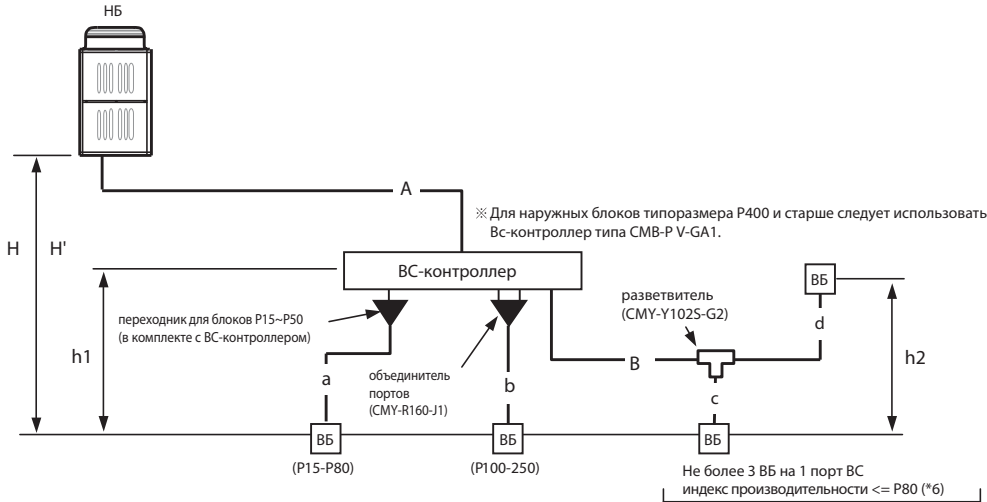 НБ
A
※ Для наружных блоков типоразмера P400 и старше следует использовать
Вс-контроллер типа CMB-P V-GA1.
H
H'
ВС-контроллер
ВБ
разветвитель
(CMY-Y102S-G2)
переходник для блоков P15~P50
(в комплекте с ВС-контроллером)
d
h1
h2
B
объединитель
портов
(CMY-R160-J1)
a
b
c
ВБ
ВБ
ВБ
(P15-P80)
(P100-250)
Не более 3 ВБ на 1 порт ВС
индекс производительности <= P80 (*6)